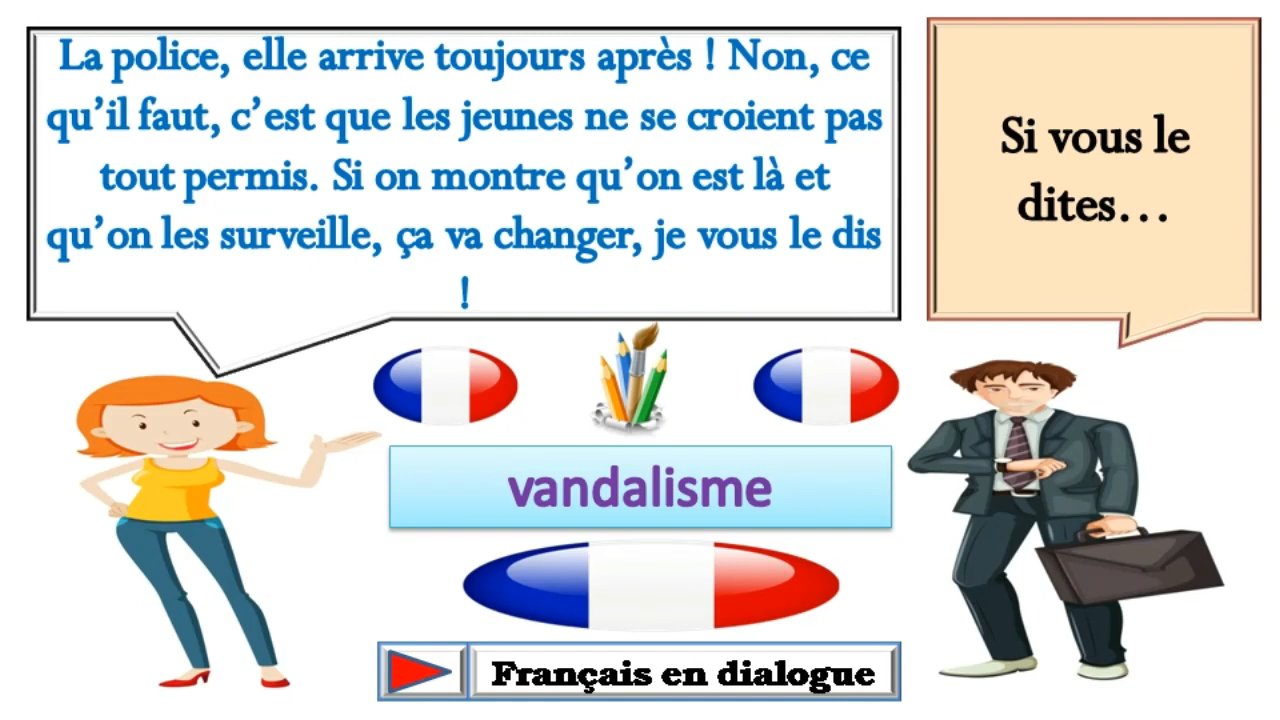 La police, elle arrive toujours après ! Non, ce
qu’il faut, c’est que les jeunes ne se croient pas
tout permis. Si on montre qu’on est là et
qu’on les surveille, ça va changer, je vous le dis
!
Si vous le
dites…
vandalisme
Français en dialogue